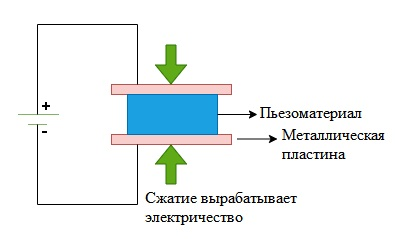 +
-
Пьезоматериал
Металлическая
пластина
Сжатие вырабатывает
электричество